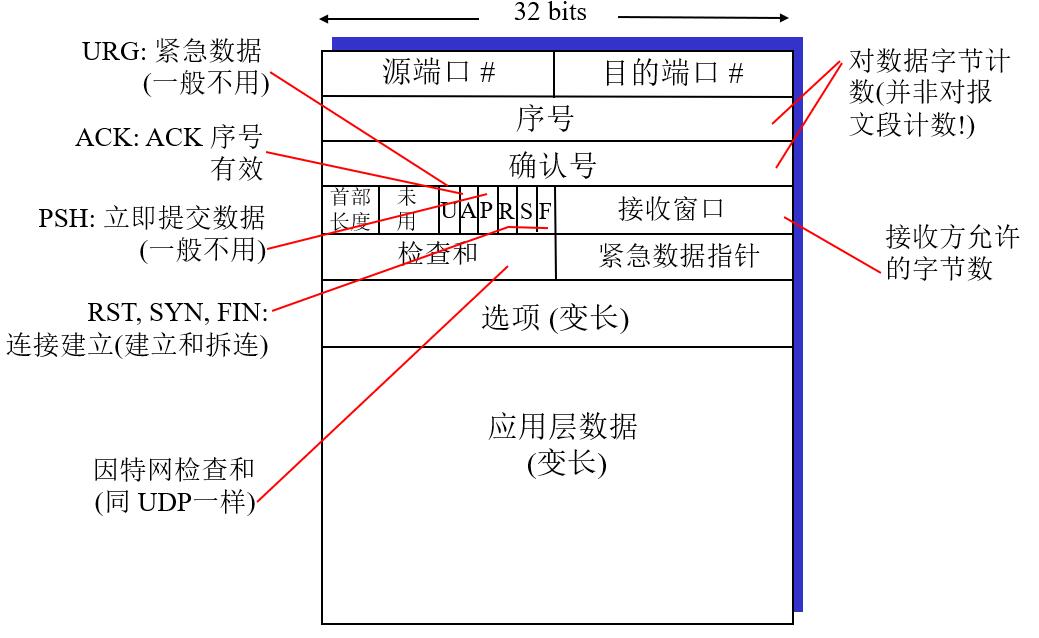 32 bits
URG: 紧急数据
(一般不用)
ACK: ACK 序号
有效
PSH: 立即提交数据
(一般不用)
RST, SYN, FIN:
连接建立(建立和拆连)
因特网检查和
(同 UDP一样)
源端口 #
目的端口 #
序号
确认号
首部
长度
未
用
U
A
P
R
S
F
接收窗口
检查和
紧急数据指针
选项 (变长)
应用层数据
(变长)
对数据字节计
数(并非对报
文段计数!)
接收方允许
的字节数